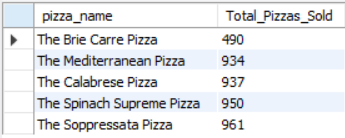 pizza_name Total_Pizzas_Sold
The Brie Carre Pizza 490
The Mediterranean Pizza 934
The Calabrese Pizza 937
The Spinach Supreme Pizza 950
The Soppressata Pizza 961